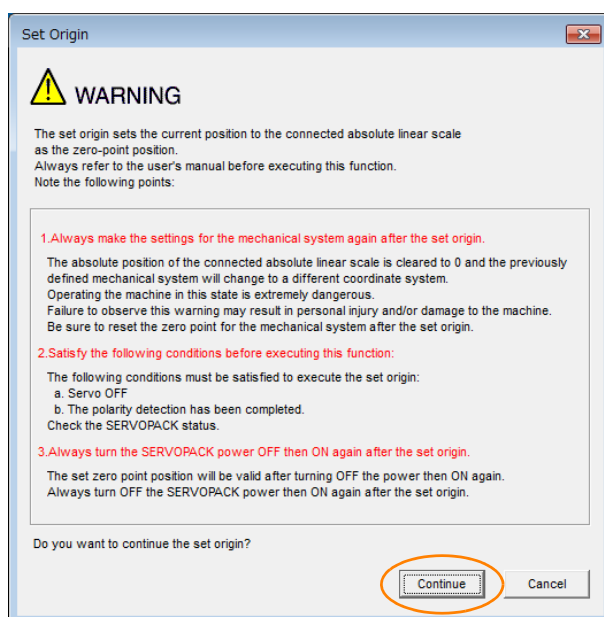 Set Origin
WARNING
The set origin sets the current position to the connected absolute linear scale
as the zero-point position.
Always refer to the user's manual before executing this function.
Note the following points:
1.Always make the settings for the mechanical system again after the set origin.
The absolute position of the connected absolute linear scale is cleared to 0 and the previously
defined mechanical system will change to a different coordinate system.
Operating the machine in this state is extremely dangerous.
Failure to observe this warning may result in personal injury and/or damage to the machine.
Be sure to reset the zero point for the mechanical system after the set origin.
2.Satisfy the following conditions before executing this function:
The following conditions must be satisfied to execute the set origin:
a. Servo OFF
b. The polarity detection has been completed.
Check the SERVOPACK status.
3.Always turn the SERVOPACK power OFF then ON again after the set origin.
The set zero point position will be valid after turning OFF the power then ON again.
Always turn OFF the SERVOPACK power then ON again after the set origin.
Do you want to continue the set origin?
Continue Cancel